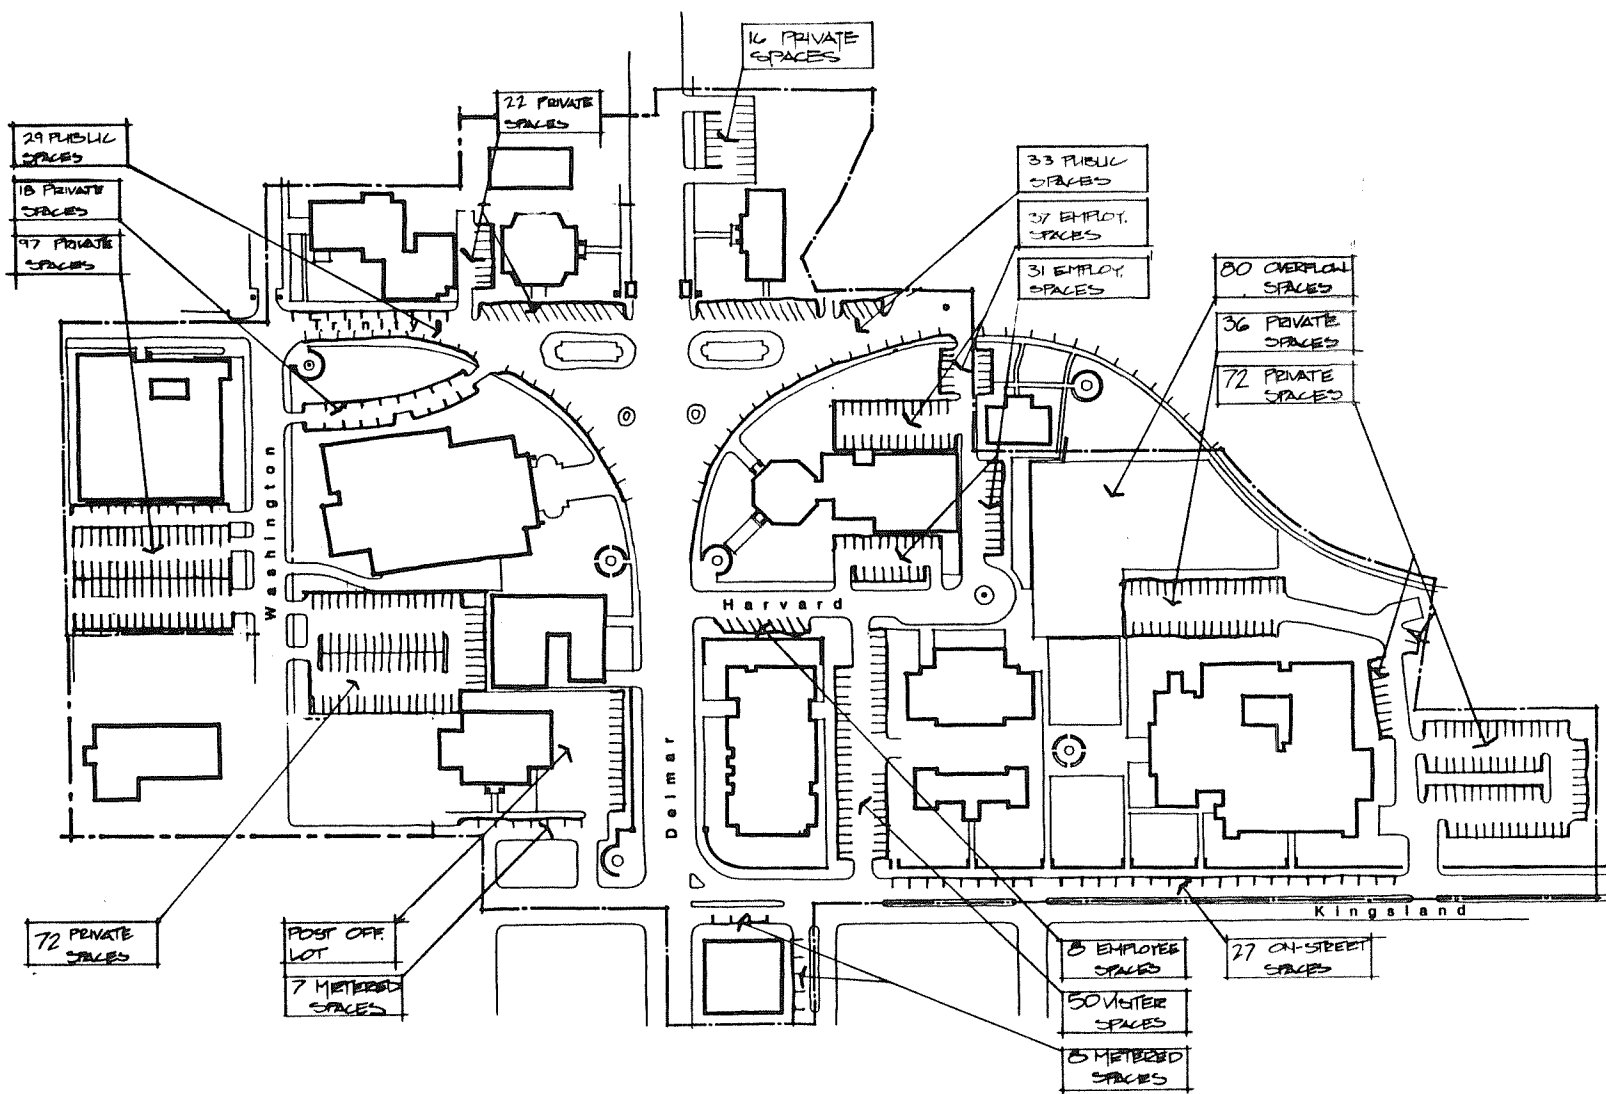 16 PRIVATE
SPACES
22 PRIVATE
SPACES
29 PUBLIC
SPACES
18 PRIVATE
SPACES
97 PRIVATE
SPACES
33 PUBLIC
SPACES
37 EMPLOY.
SPACES
31 EMPLOY.
SPACES
80 OVERFLOW
SPACES
36 PRIVATE
SPACES
72 PRIVATE
SPACES
Trinity
Washington
Harvard
Delmar
Kingsland
72 PRIVATE
SPACES
POST OFF.
LOT
7 METERED
SPACES
8 EMPLOYEE
SPACES
50 VISITER
SPACES
8 METERED
SPACES
27 ON-STREET
SPACES